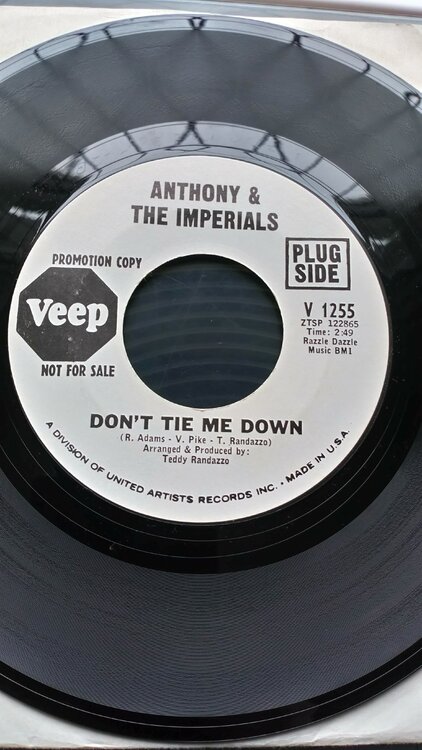 ANTHONY &
THE IMPERIALS
PROMOTION COPY
PLUG
SIDE
Veep
V 1255
ZTSP 122865
Time: 2:49
Razzle Dazzle
Music BMI
NOT FOR SALE
DON'T TIE ME DOWN
(R. Adams - V. Pike - T. Randazzo)
Arranged & Produced by:
Teddy Randazzo
A DIVISION OF UNITED ARTISTS RECORDS INC. • MADE IN U.S.A.